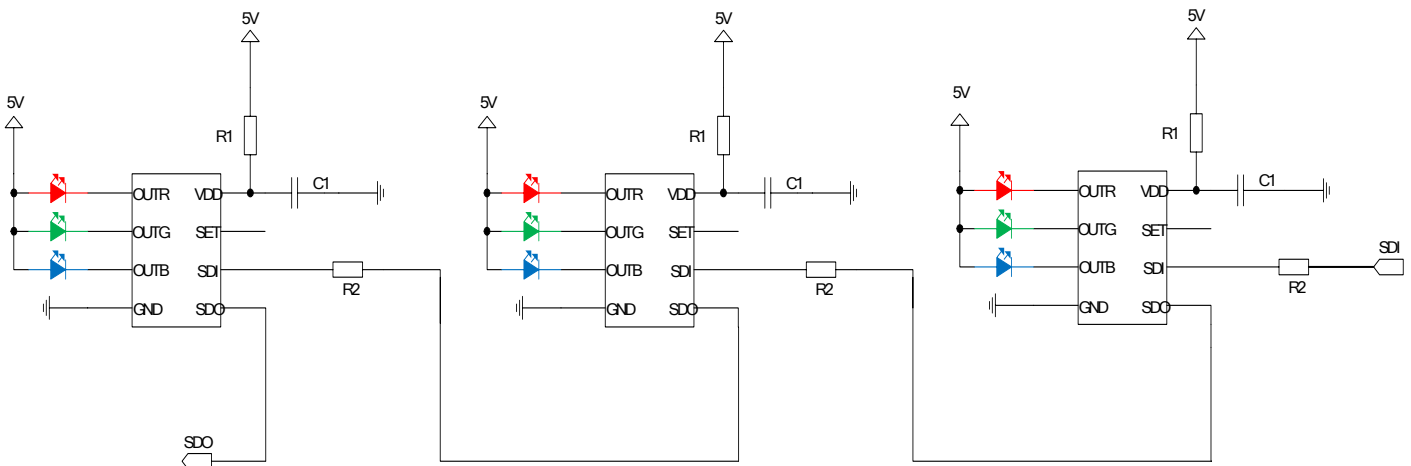 5V
5V
5V
5V
5V
5V
R1
R1
R1
C1
C1
C1
OUTR VDD
OUTG SET
OUTB SDI
GND SDO
R2
OUTR VDD
OUTG SET
OUTB SDI
GND SDO
R2
OUTR VDD
OUTG SET
OUTB SDI
GND SDO
R2
SDI
SDO